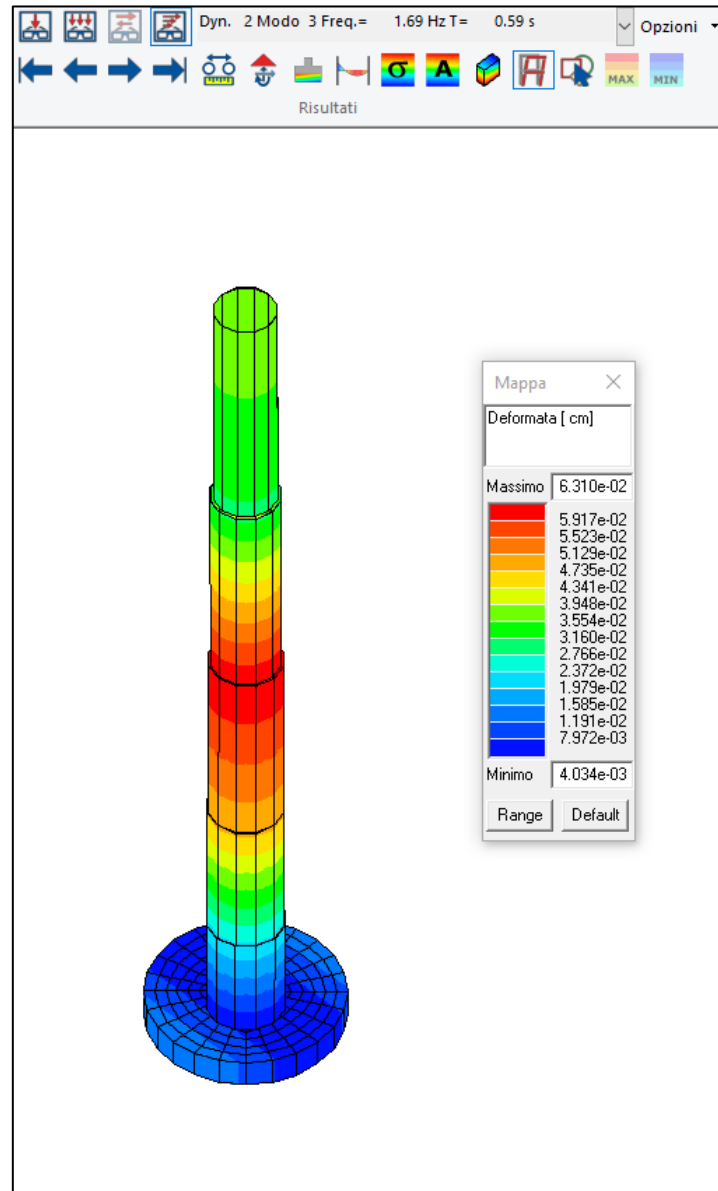 Dyn. 2 Modo 3 Freq.= 1.69 Hz T= 0.59 s
Opzioni
σ
A
MAX
MIN
Risultati
Mappa
Deformata [ cm]
Massimo 6.310e-02
5.917e-02
5.523e-02
5.129e-02
4.735e-02
4.341e-02
3.948e-02
3.554e-02
3.160e-02
2.766e-02
2.372e-02
1.979e-02
1.585e-02
1.191e-02
7.972e-03
Minimo 4.034e-03
Range Default